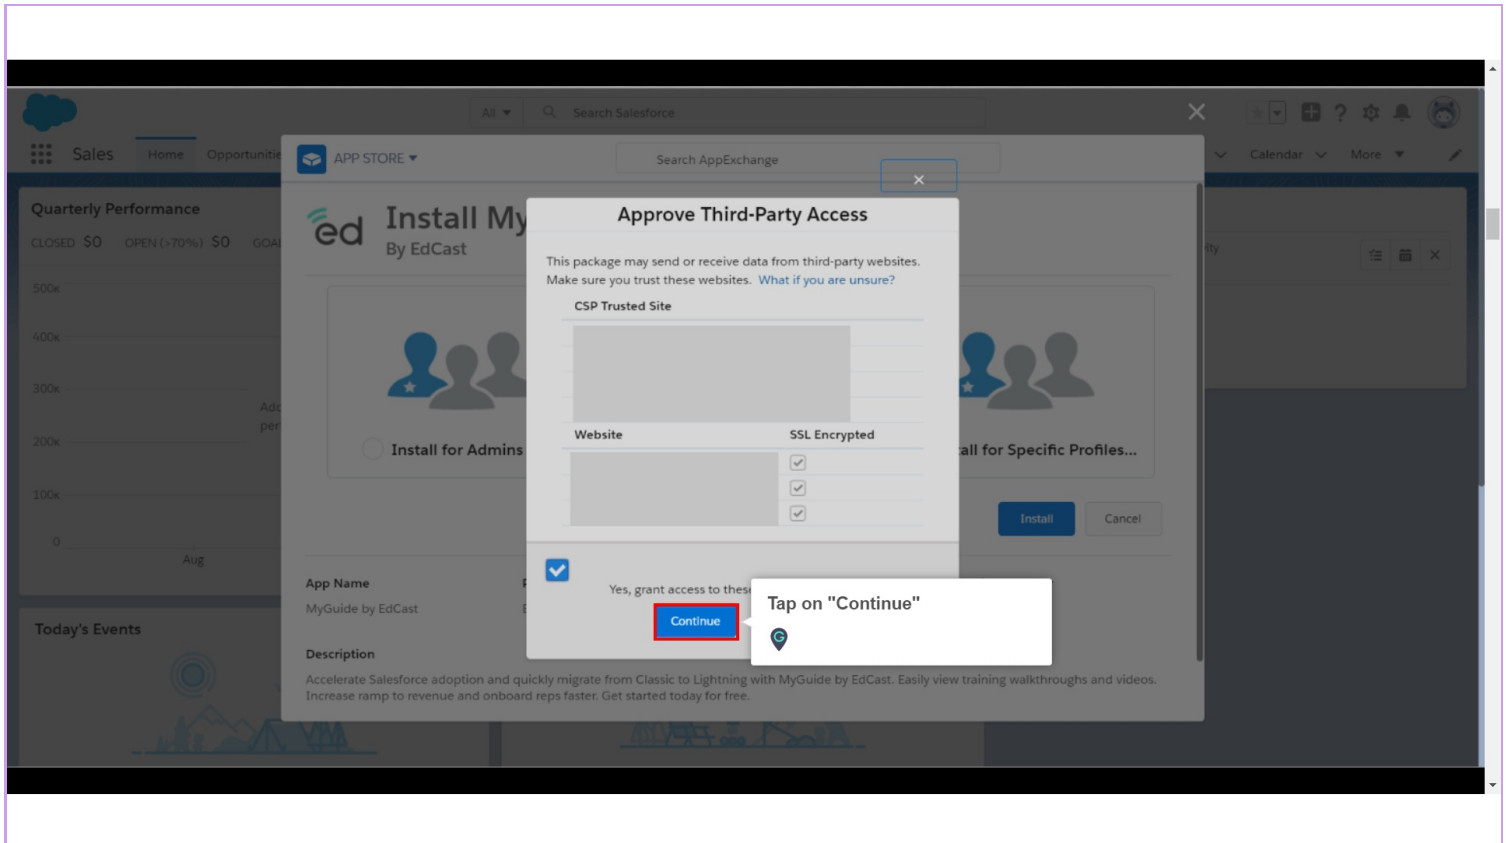 All
Search Salesforce
Sales
Home
Opportunitie
Calendar
More
APP STORE
Search AppExchange
Quarterly Performance
CLOSED $0 OPEN (>70%) $0 GOAL
500K
400K
300K
200K
100K
0
Aug
Add
per
ed
Install My
By EdCast
Approve Third-Party Access
This package may send or receive data from third-party websites.
Make sure you trust these websites. What if you are unsure?
CSP Trusted Site
Website SSL Encrypted
Install for Admins
all for Specific Profiles...
Install
Cancel
Yes, grant access to these
Continue
Tap on "Continue"
G
App Name
MyGuide by EdCast
Description
Accelerate Salesforce adoption and quickly migrate from Classic to Lightning with MyGuide by EdCast. Easily view training walkthroughs and videos.
Increase ramp to revenue and onboard reps faster. Get started today for free.
Today's Events